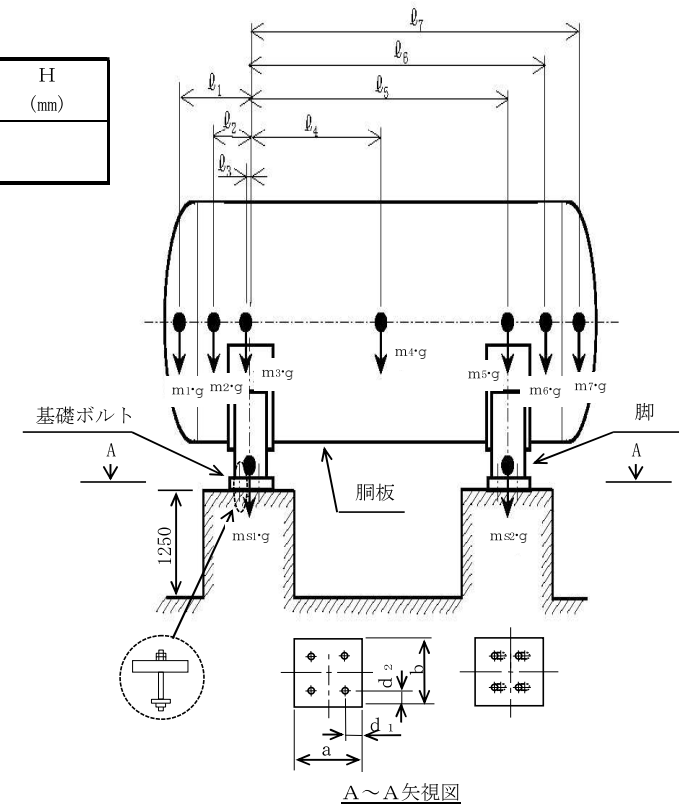 H
(mm)
ℓ7
ℓ6
ℓ1
ℓ5
ℓ2
ℓ4
ℓ3
m1・g
m2・g
m3・g
m4・g
m5・g
m6・g
m7・g
基礎ボルト
脚
A
A
胴板
1250
mS1・g
mS2・g
d2
b
d1
a
A～A矢視図